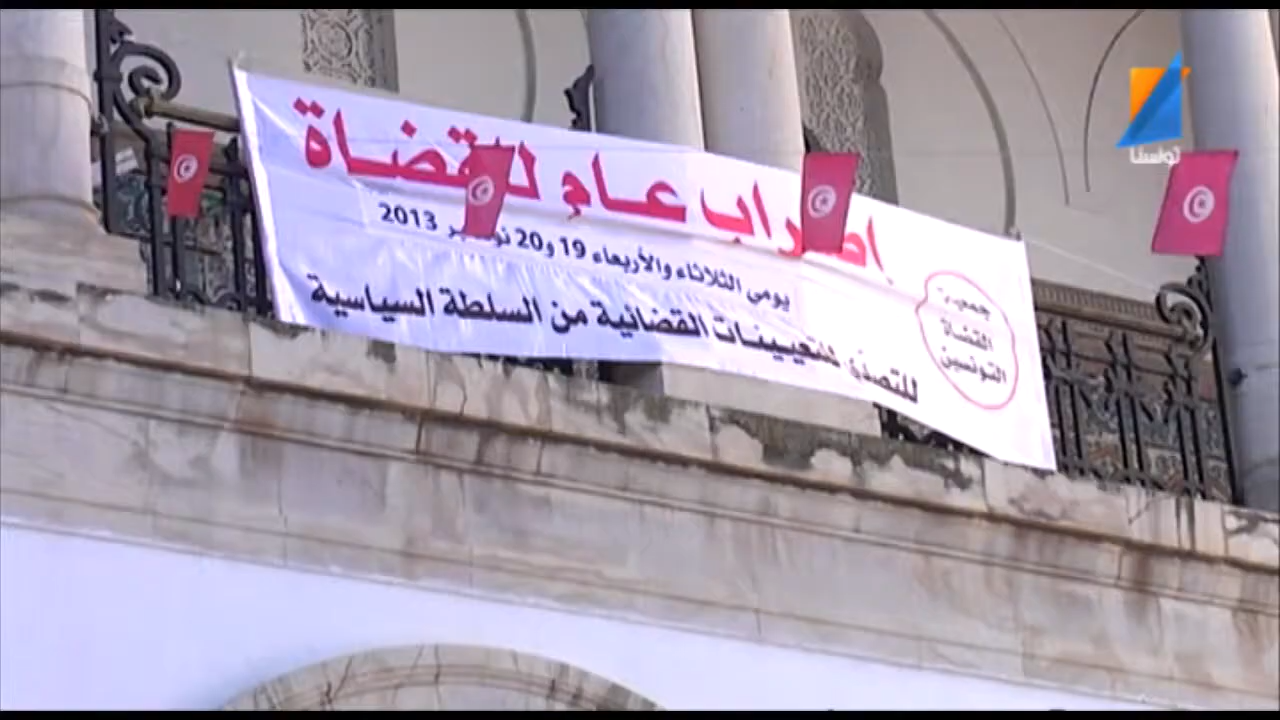 اضراب عام للقضاة
يومي الثلاثاء والأربعاء 19 و20 نوفمبر 2013
للتصدي للتعيينات القضائية من السلطة السياسية
جمعية
القضاة
التونسيين
تونسنا